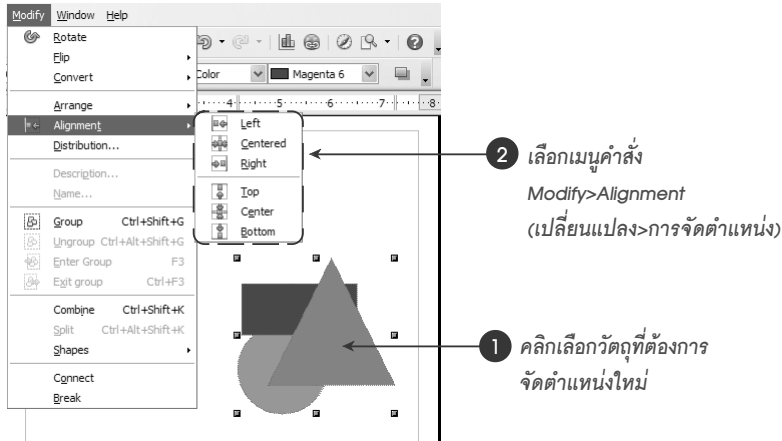 Modify Window Help
Rotate
Flip
Convert
Arrange
Alignment
Distribution...
Description...
Name...
Group Ctrl+Shift+G
Ungroup Ctrl+Alt+Shift+G
Enter Group F3
Exit group Ctrl+F3
Combine Ctrl+Shift+K
Split Ctrl+Alt+Shift+K
Shapes
Connect
Break
Color Magenta 6
4 5 6 7 8
Left
Centered
Right
Top
Center
Bottom
2 เลือกเมนูคำสั่ง
Modify>Alignment
(เปลี่ยนแปลง>การจัดตำแหน่ง)
1 คลิกเลือกวัตถุที่ต้องการ
จัดตำแหน่งใหม่